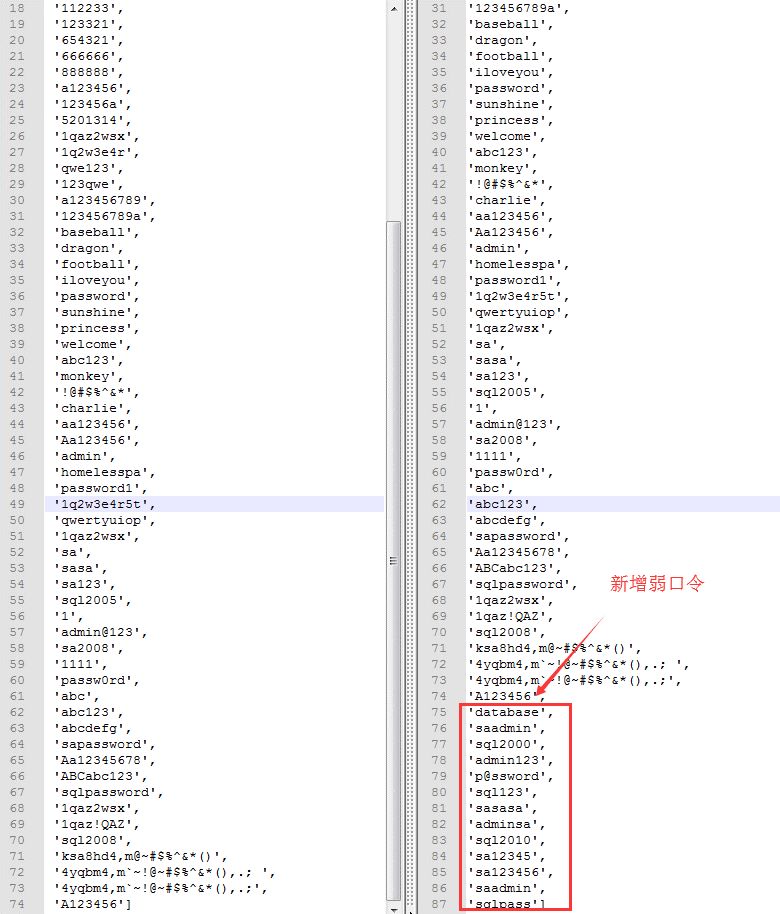 18 '112233',
19 '123321',
20 '654321',
21 '666666',
22 '888888',
23 'a123456',
24 '123456a',
25 '5201314',
26 '1qaz2wsx',
27 '1q2w3e4r',
28 'qwe123',
29 '123qwe',
30 'a123456789',
31 '123456789a',
32 'baseball',
33 'dragon',
34 'football',
35 'iloveyou',
36 'password',
37 'sunshine',
38 'princess',
39 'welcome',
40 'abc123',
41 'monkey',
42 '!@#$%^&*',
43 'charlie',
44 'aa123456',
45 'Aa123456',
46 'admin',
47 'homelesspa',
48 'password1',
49 '1q2w3e4r5t',
50 'qwertyuiop',
51 '1qaz2wsx',
52 'sa',
53 'sasa',
54 'sa123',
55 'sql2005',
56 '1',
57 'admin@123',
58 'sa2008',
59 '1111',
60 'passw0rd',
61 'abc',
62 'abc123',
63 'abcdefg',
64 'sapassword',
65 'Aa12345678',
66 'ABCabc123',
67 'sqlpassword',
68 '1qaz2wsx',
69 '1qaz!QAZ',
70 'sql2008',
71 'ksa8hd4,m@~#$%^&*()',
72 '4yqbm4,m`~!@~#$%^&*(),.; ',
73 '4yqbm4,m`~!@~#$%^&*(),.;',
74 'A123456']
31 '123456789a',
32 'baseball',
33 'dragon',
34 'football',
35 'iloveyou',
36 'password',
37 'sunshine',
38 'princess',
39 'welcome',
40 'abc123',
41 'monkey',
42 '!@#$%^&*',
43 'charlie',
44 'aa123456',
45 'Aa123456',
46 'admin',
47 'homelesspa',
48 'password1',
49 '1q2w3e4r5t',
50 'qwertyuiop',
51 '1qaz2wsx',
52 'sa',
53 'sasa',
54 'sa123',
55 'sql2005',
56 '1',
57 'admin@123',
58 'sa2008',
59 '1111',
60 'passw0rd',
61 'abc',
62 'abc123',
63 'abcdefg',
64 'sapassword',
65 'Aa12345678',
66 'ABCabc123',
67 'sqlpassword',
新增弱口令
68 '1qaz2wsx',
69 '1qaz!QAZ',
70 'sql2008',
71 'ksa8hd4,m@~#$%^&*()',
72 '4yqbm4,m`~!@~#$%^&*(),.; ',
73 '4yqbm4,m`~!@~#$%^&*(),.;',
74 'A123456',
75 'database',
76 'saadmin',
77 'sql2000',
78 'admin123',
79 'p@ssword',
80 'sql123',
81 'sasasa',
82 'adminsa',
83 'sql2010',
84 'sa12345',
85 'sa123456',
86 'saadmin',
87 'sqlpass']